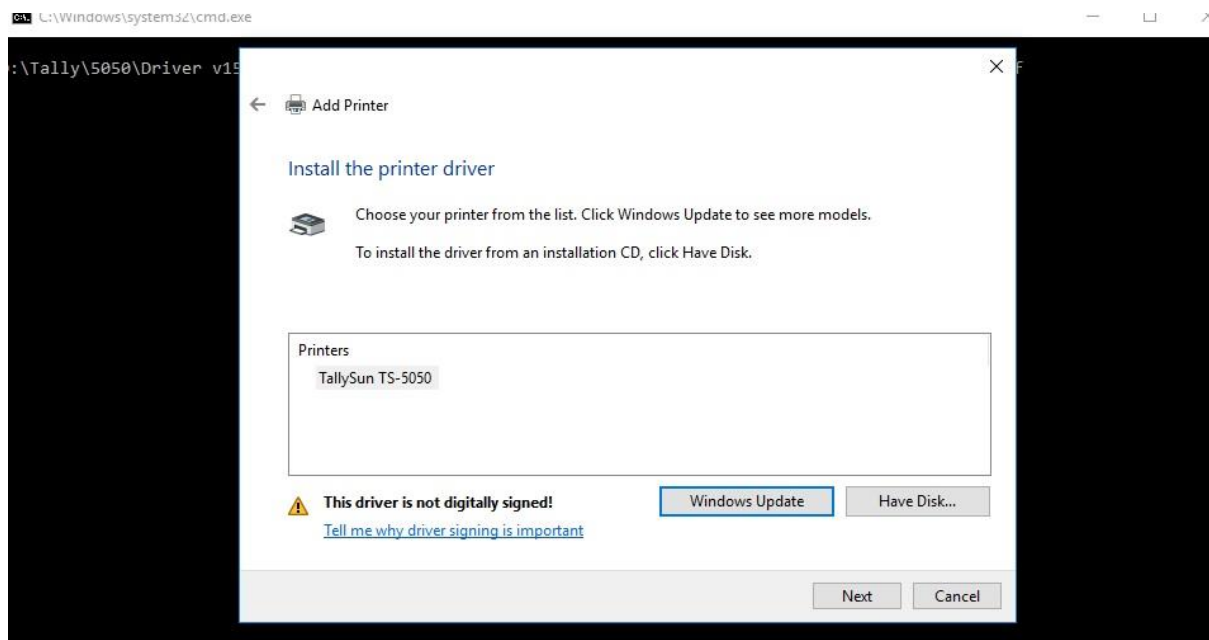 C:\Windows\system32\cmd.exe
:\Tally\5050\Driver v15
Add Printer
Install the printer driver
Choose your printer from the list. Click Windows Update to see more models.
To install the driver from an installation CD, click Have Disk.
Printers
TallySun TS-5050
This driver is not digitally signed!
Windows Update
Have Disk...
Tell me why driver signing is important
Next
Cancel